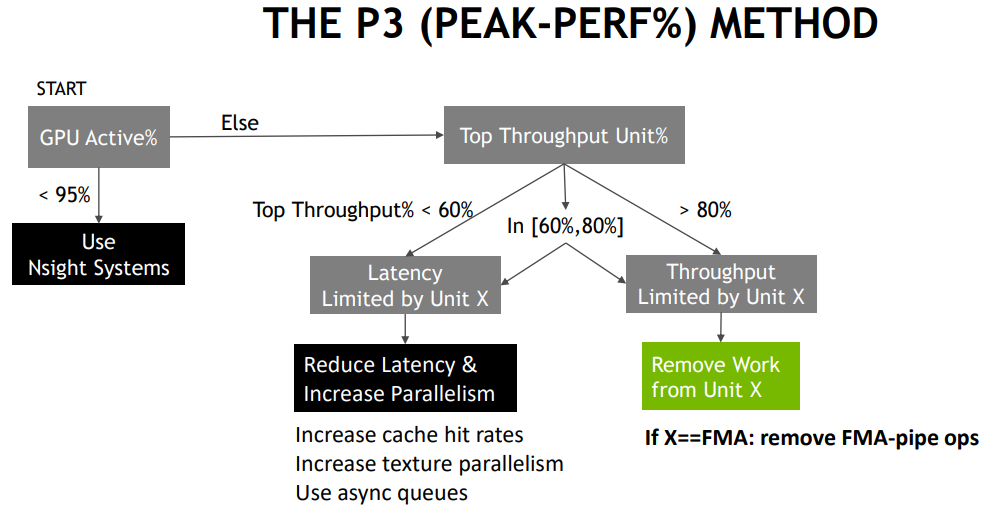 THE P3 (PEAK-PERF%) METHOD
START
GPU Active%
Else
Top Throughput Unit%
< 95%
Use
Nsight Systems
Top Throughput% < 60%
In [60%,80%]
> 80%
Latency
Limited by Unit X
Throughput
Limited by Unit X
Reduce Latency &
Increase Parallelism
Remove Work
from Unit X
Increase cache hit rates
Increase texture parallelism
Use async queues
If X==FMA: remove FMA-pipe ops